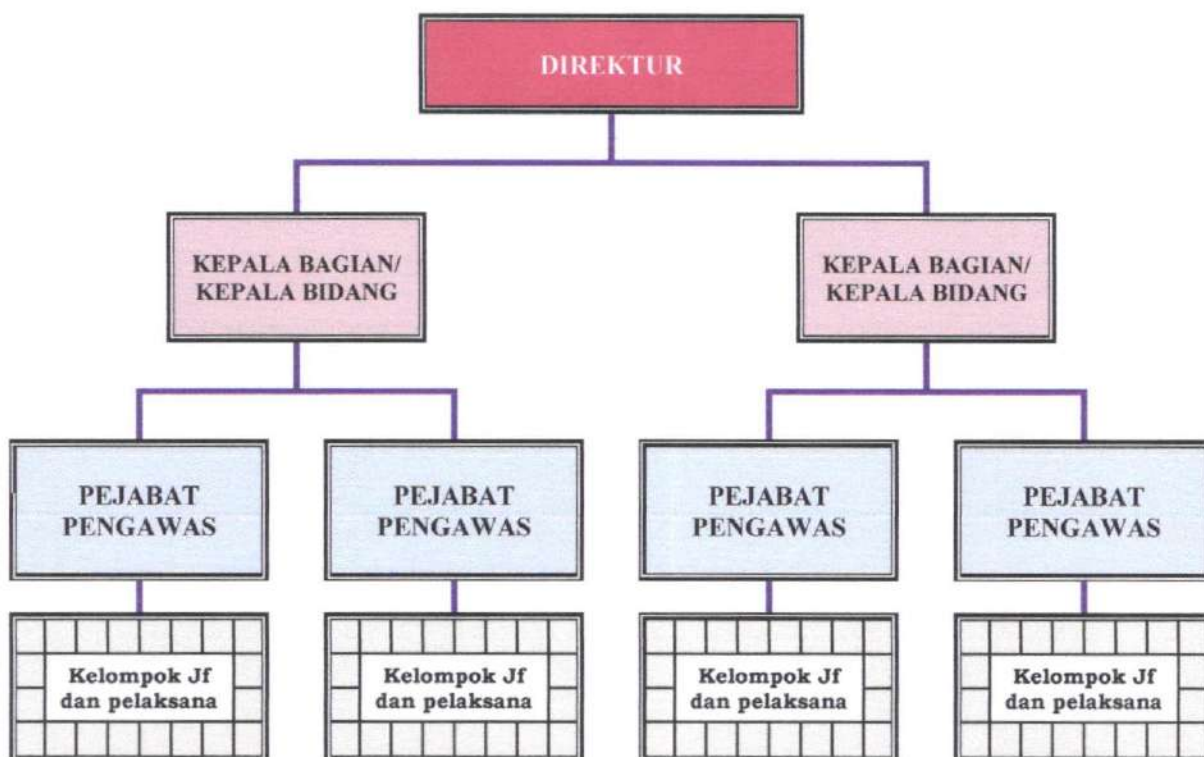 DIREKTUR
KEPALA BAGIAN/
KEPALA BIDANG
KEPALA BAGIAN/
KEPALA BIDANG
PEJABAT
PENGAWAS
PEJABAT
PENGAWAS
PEJABAT
PENGAWAS
PEJABAT
PENGAWAS
Kelompok Jf
dan pelaksana
Kelompok Jf
dan pelaksana
Kelompok Jf
dan pelaksana
Kelompok Jf
dan pelaksana